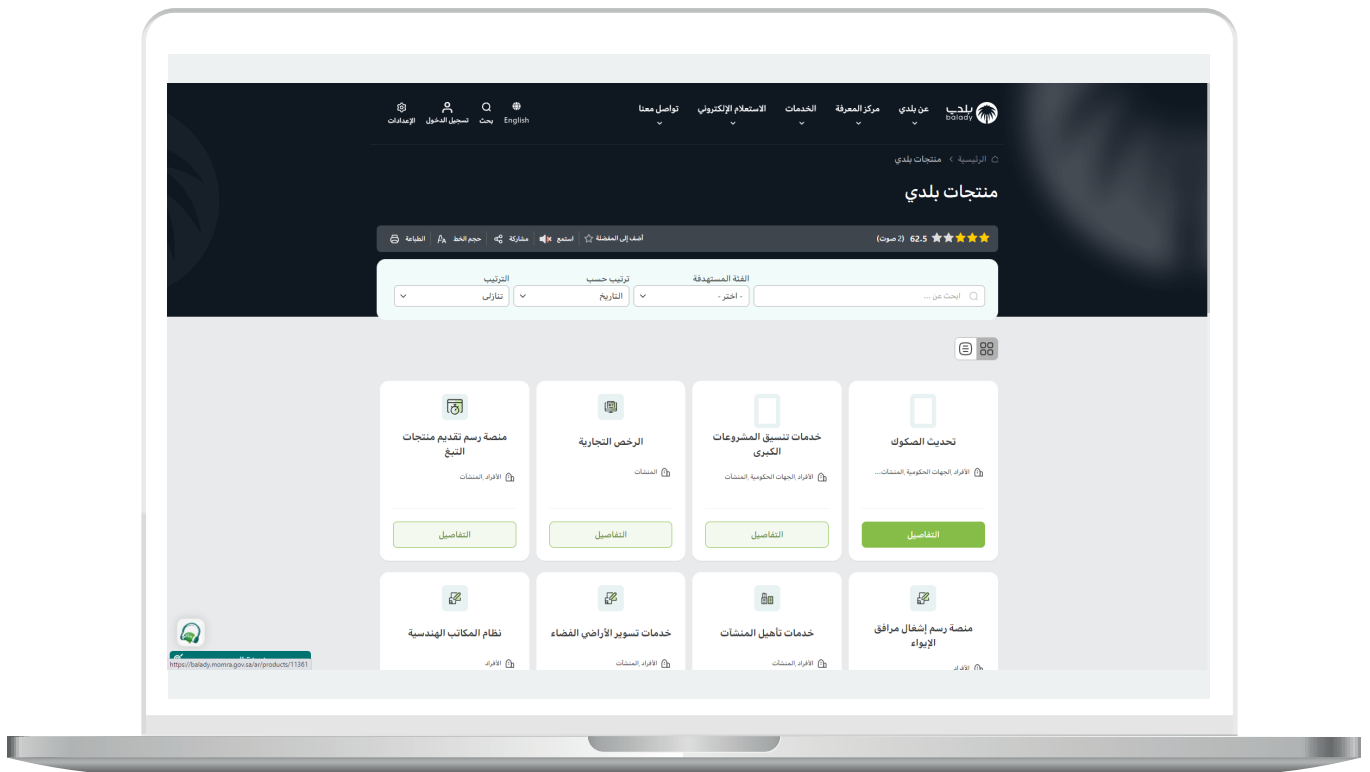 بلدي
balady
عن بلدي
مركز المعرفة
الخدمات
الاستعلام الإلكتروني
تواصل معنا
English
بحث
تسجيل الدخول
الإعدادات
الرئيسية
منتجات بلدي
منتجات بلدي
62.5 (2 صوت)
أضف إلى المفضلة
استمع
مشاركة
حجم الخط
الطباعة
الفئة المستهدفة
ترتيب حسب
الترتيب
ابحث عن ...
- اختر -
التاريخ
تنازلى
تحديث الصكوك
الأفراد ,الجهات الحكومية ,المنشآت...
التفاصيل
خدمات تنسيق المشروعات
الكبرى
الأفراد ,الجهات الحكومية ,المنشآت
التفاصيل
الرخص التجارية
المنشآت
التفاصيل
منصة رسم تقديم منتجات
التبغ
الأفراد ,المنشآت
التفاصيل
منصة رسم إشغال مرافق
الإيواء
الأفراد
خدمات تأهيل المنشآت
الأفراد ,المنشآت
خدمات تسوير الأراضي الفضاء
الأفراد ,المنشآت
نظام المكاتب الهندسية
الأفراد
https://balady.momra.gov.sa/ar/products/11361